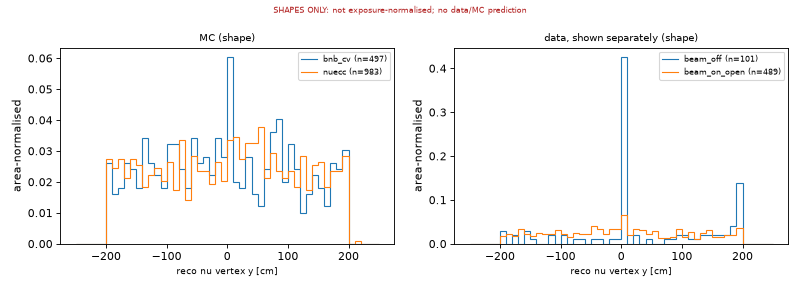 SHAPES ONLY: not exposure-normalised; no data/MC prediction
MC (shape)
bnb_cv (n=497)
nuecc (n=983)
area-normalised
0.06
0.05
0.04
0.03
0.02
0.01
0.00
−200
−100
0
100
200
reco nu vertex y [cm]
data, shown separately (shape)
beam_off (n=101)
beam_on_open (n=489)
area-normalised
0.4
0.3
0.2
0.1
0.0
−200
−100
0
100
200
reco nu vertex y [cm]